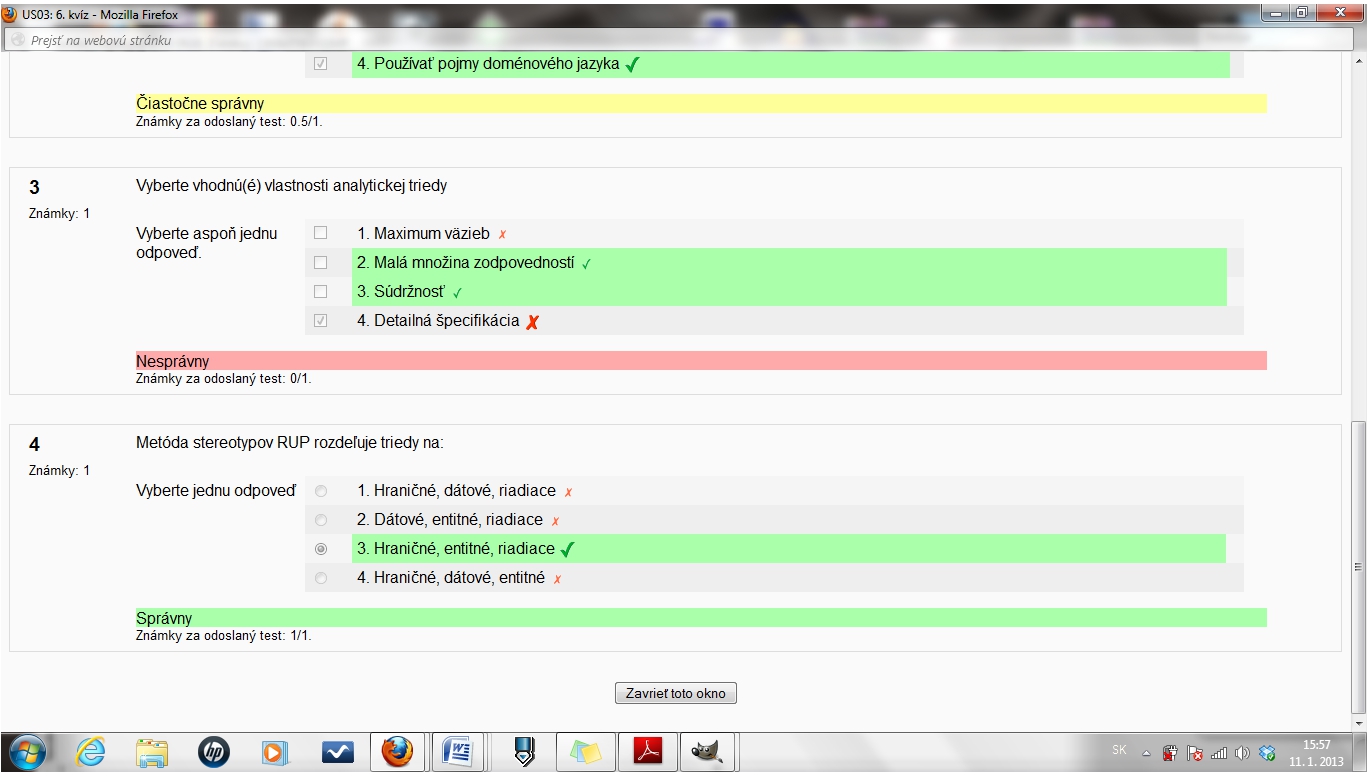 US03: 6. kvíz - Mozilla Firefox
Prejsť na webovú stránku
4. Používať pojmy doménového jazyka
Čiastočne správny
Známky za odoslaný test: 0.5/1.
3
Vyberte vhodnú(é) vlastnosti analytickej triedy
Známky: 1
Vyberte aspoň jednu
odpoveď.
1. Maximum väzieb
2. Malá množina zodpovedností
3. Súdržnosť
4. Detailná špecifikácia
Nesprávny
Známky za odoslaný test: 0/1.
4
Metóda stereotypov RUP rozdeľuje triedy na:
Známky: 1
Vyberte jednu odpoveď
1. Hraničné, dátové, riadiace
2. Dátové, entitné, riadiace
3. Hraničné, entitné, riadiace
4. Hraničné, dátové, entitné
Správny
Známky za odoslaný test: 1/1.
Zavrieť toto okno
hp
W
SK
15:57
11. 1. 2013